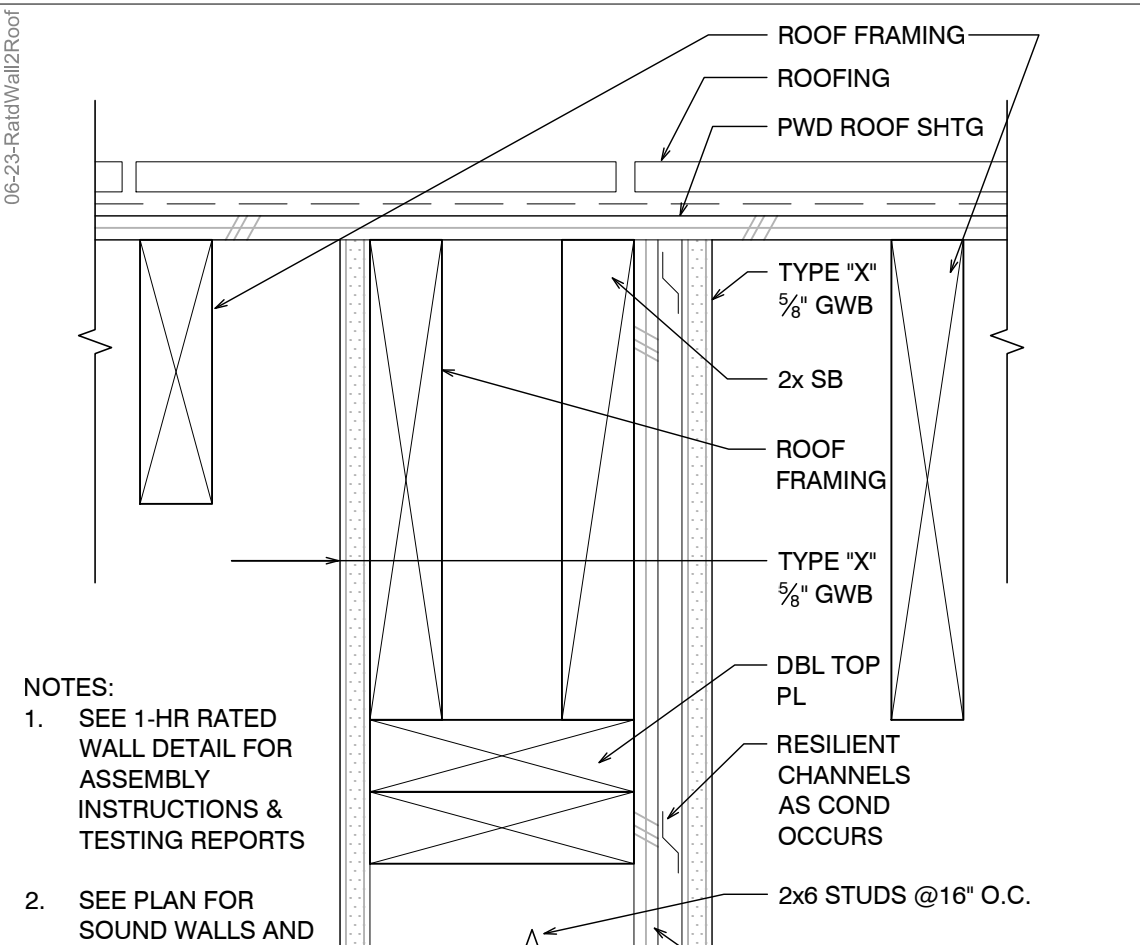 06-23-RatdWall2Roof
ROOF FRAMING
ROOFING
PWD ROOF SHTG
TYPE "X"
⅝" GWB
2x SB
ROOF
FRAMING
TYPE "X"
⅝" GWB
DBL TOP
PL
RESILIENT
CHANNELS
AS COND
OCCURS
2x6 STUDS @16" O.C.
NOTES:
1. SEE 1-HR RATED
WALL DETAIL FOR
ASSEMBLY
INSTRUCTIONS &
TESTING REPORTS
2. SEE PLAN FOR
SOUND WALLS AND